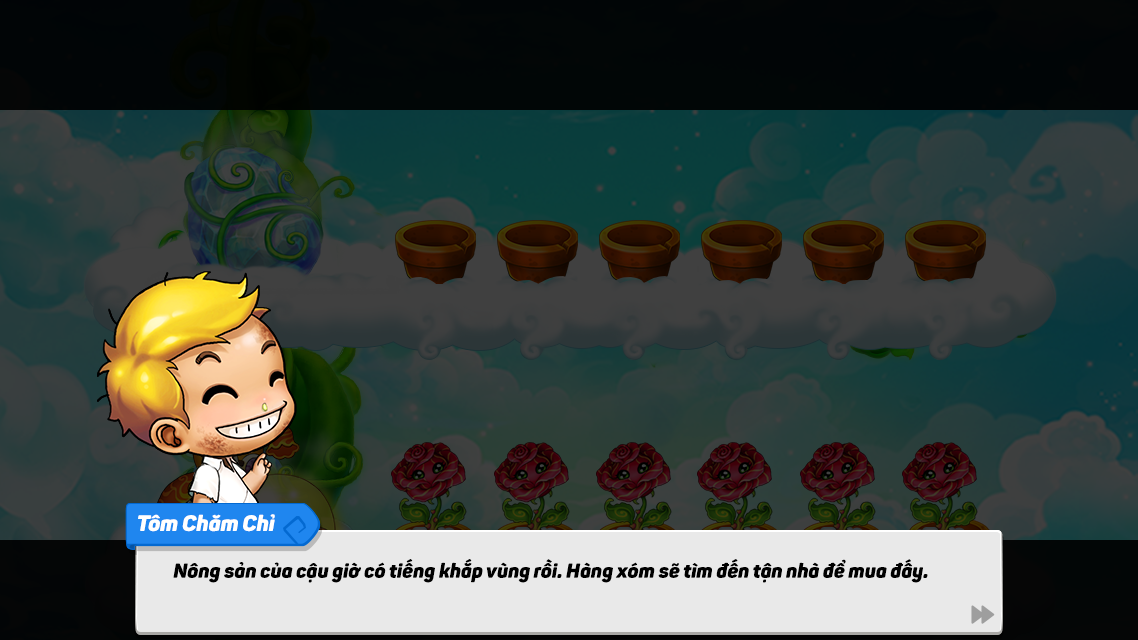 Tôm Chăm Chỉ
Nông sản của cậu giờ có tiếng khắp vùng rồi. Hàng xóm sẽ tìm đến tận nhà để mua đấy.